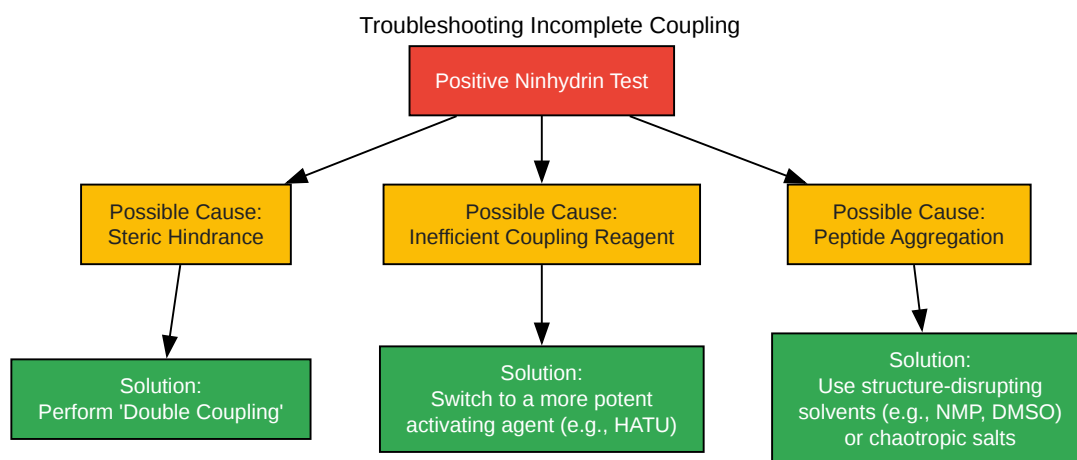 Troubleshooting Incomplete Coupling
Positive Ninhydrin Test
Possible Cause:
Steric Hindrance
Possible Cause:
Inefficient Coupling Reagent
Possible Cause:
Peptide Aggregation
Solution:
Perform 'Double Coupling'
Solution:
Switch to a more potent
activating agent (e.g., HATU)
Solution:
Use structure-disrupting
solvents (e.g., NMP, DMSO)
or chaotropic salts